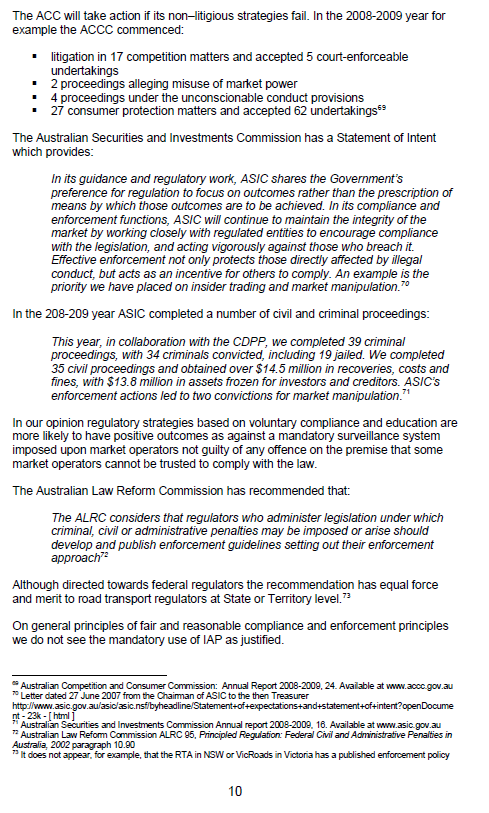 The ACC will take action if its non–litigious strategies fail. In the 2008-2009 year for
example the ACCC commenced:
▪ litigation in 17 competition matters and accepted 5 court-enforceable
undertakings
▪ 2 proceedings alleging misuse of market power
▪ 4 proceedings under the unconscionable conduct provisions
▪ 27 consumer protection matters and accepted 62 undertakings69
The Australian Securities and Investments Commission has a Statement of Intent
which provides:
In its guidance and regulatory work, ASIC shares the Government's
preference for regulation to focus on outcomes rather than the prescription of
means by which those outcomes are to be achieved. In its compliance and
enforcement functions, ASIC will continue to maintain the integrity of the
market by working closely with regulated entities to encourage compliance
with the legislation, and acting vigorously against those who breach it.
Effective enforcement not only protects those directly affected by illegal
conduct, but acts as an incentive for others to comply. An example is the
priority we have placed on insider trading and market manipulation.70
In the 208-209 year ASIC completed a number of civil and criminal proceedings:
This year, in collaboration with the CDPP, we completed 39 criminal
proceedings, with 34 criminals convicted, including 19 jailed. We completed
35 civil proceedings and obtained over $14.5 million in recoveries, costs and
fines, with $13.8 million in assets frozen for investors and creditors. ASIC's
enforcement actions led to two convictions for market manipulation.71
In our opinion regulatory strategies based on voluntary compliance and education are
more likely to have positive outcomes as against a mandatory surveillance system
imposed upon market operators not guilty of any offence on the premise that some
market operators cannot be trusted to comply with the law.
The Australian Law Reform Commission has recommended that:
The ALRC considers that regulators who administer legislation under which
criminal, civil or administrative penalties may be imposed or arise should
develop and publish enforcement guidelines setting out their enforcement
approach72
Although directed towards federal regulators the recommendation has equal force
and merit to road transport regulators at State or Territory level.73
On general principles of fair and reasonable compliance and enforcement principles
we do not see the mandatory use of IAP as justified.
69 Australian Competition and Consumer Commission: Annual Report 2008-2009, 24. Available at www.accc.gov.au
70 Letter dated 27 June 2007 from the Chairman of ASIC to the then Treasurer
http://www.asic.gov.au/asic/asic.nsf/byheadline/Statement+of+expectations+and+statement+of+intent?openDocume
nt - 23k - [ html ]
71 Australian Securities and Investments Commission Annual report 2008-2009, 16. Available at www.asic.gov.au
72 Australian Law Reform Commission ALRC 95, Principled Regulation: Federal Civil and Administrative Penalties in
Australia, 2002 paragraph 10.90
73 It does not appear, for example, that the RTA in NSW or VicRoads in Victoria has a published enforcement policy
10